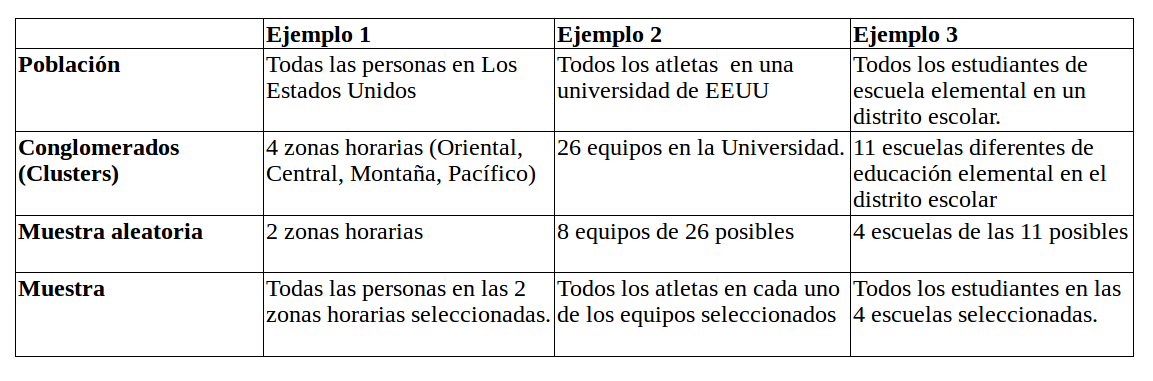 Ejemplo 1
Ejemplo 2
Ejemplo 3
Población
Todas las personas en Los
Estados Unidos
Todos los atletas en una
universidad de EEUU
Todos los estudiantes de
escuela elemental en un
distrito escolar.
Conglomerados
(Clusters)
4 zonas horarias (Oriental,
Central, Montaña, Pacífico)
26 equipos en la Universidad.
11 escuelas diferentes de
educación elemental en el
distrito escolar
Muestra aleatoria
2 zonas horarias
8 equipos de 26 posibles
4 escuelas de las 11 posibles
Muestra
Todas las personas en las 2
zonas horarias seleccionadas.
Todos los atletas en cada uno
de los equipos seleccionados
Todos los estudiantes en las
4 escuelas seleccionadas.